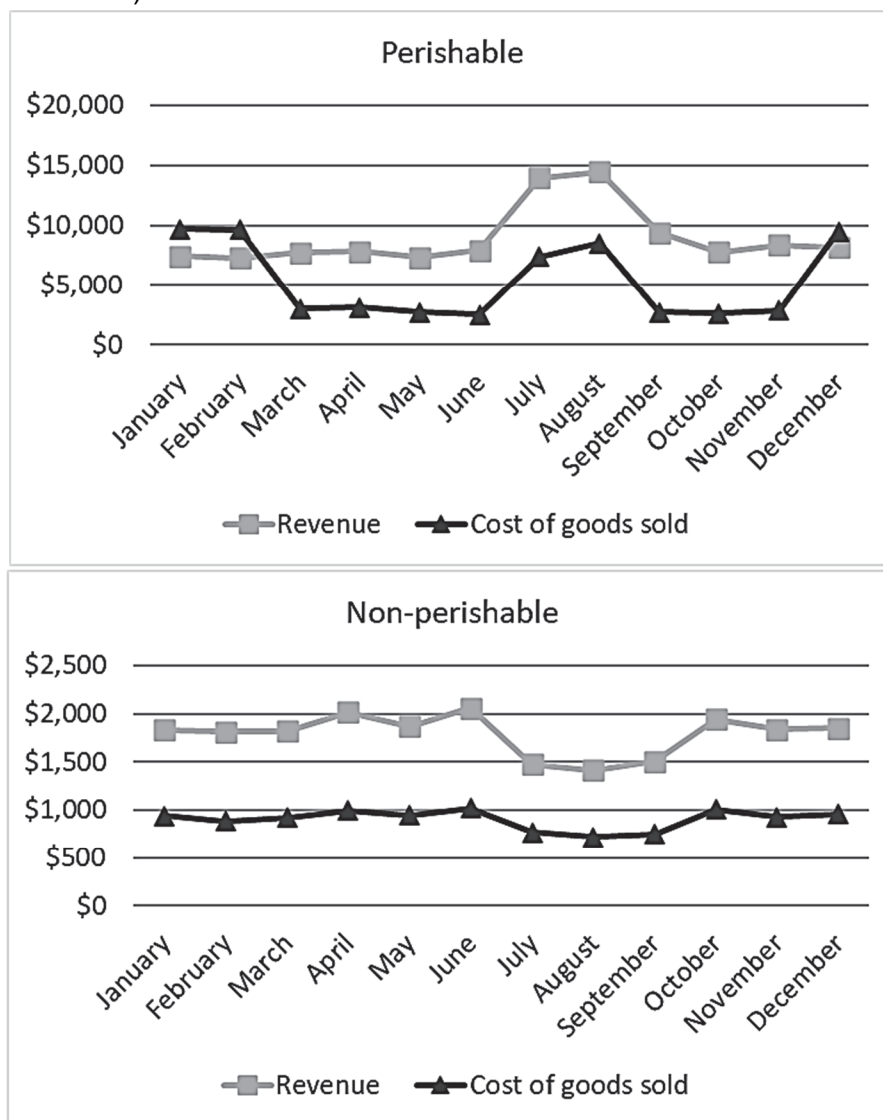 Perishable
$20,000
$15,000
$10,000
$5,000
$0
January
February
March
April
May
June
July
August
September
October
November
December
Revenue
Cost of goods sold
Non-perishable
$2,500
$2,000
$1,500
$1,000
$500
$0
January
February
March
April
May
June
July
August
September
October
November
December
Revenue
Cost of goods sold